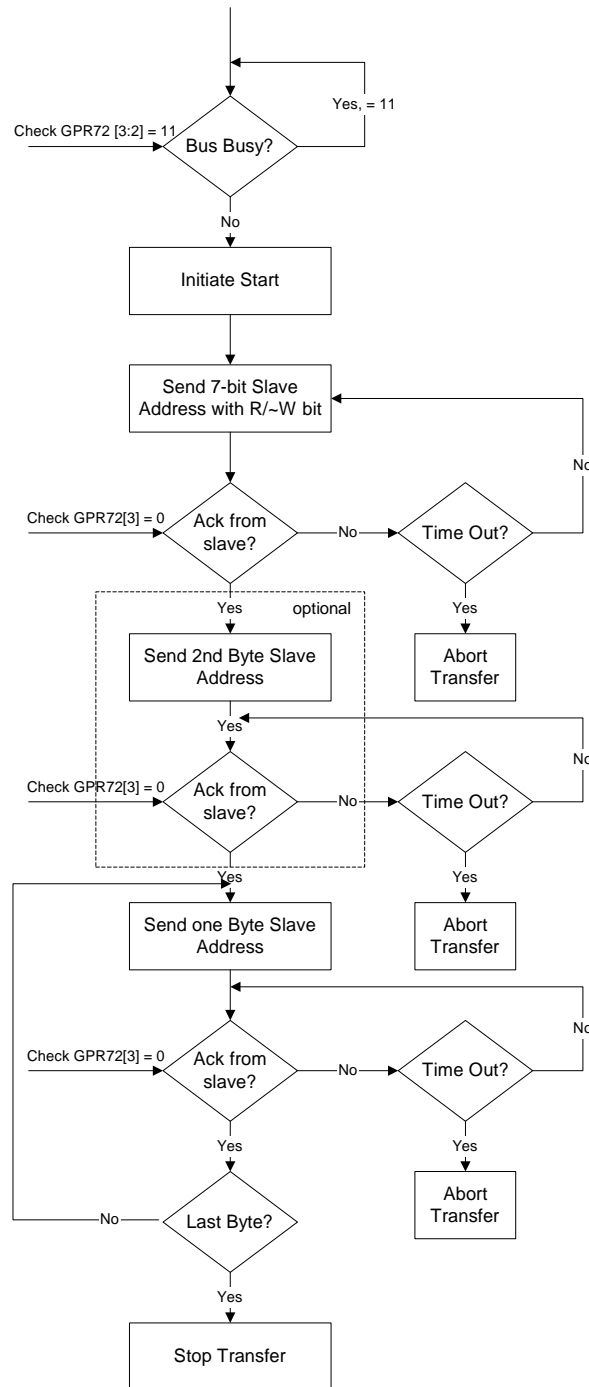 Yes, = 11
Check GPR72 [3:2] = 11
Bus Busy?
No
Initiate Start
Send 7-bit Slave
Address with R/~W bit
No
Check GPR72[3] = 0
Ack from
slave?
No
Time Out?
Yes
optional
Yes
Send 2nd Byte Slave
Address
Abort
Transfer
Yes
No
Check GPR72[3] = 0
Ack from
slave?
No
Time Out?
Yes
Yes
Send one Byte Slave
Address
Abort
Transfer
No
Check GPR72[3] = 0
Ack from
slave?
No
Time Out?
Yes
Yes
Abort
Transfer
No
Last Byte?
Yes
Stop Transfer